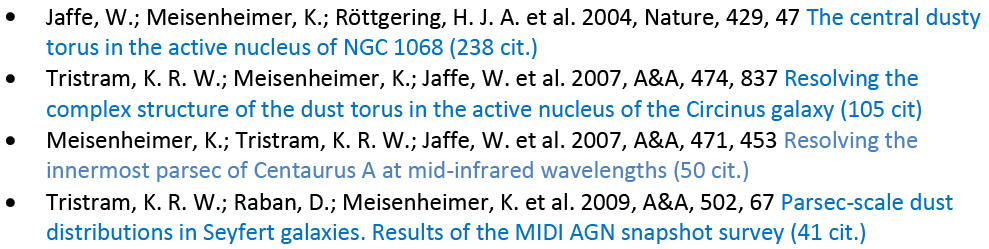 • Jaffe, W.; Meisenheimer, K.; Röttgering, H. J. A. et al. 2004, Nature, 429, 47 The central dusty
torus in the active nucleus of NGC 1068 (238 cit.)
• Tristram, K. R. W.; Meisenheimer, K.; Jaffe, W. et al. 2007, A&A, 474, 837 Resolving the
complex structure of the dust torus in the active nucleus of the Circinus galaxy (105 cit)
• Meisenheimer, K.; Tristram, K. R. W.; Jaffe, W. et al. 2007, A&A, 471, 453 Resolving the
innermost parsec of Centaurus A at mid-infrared wavelengths (50 cit.)
• Tristram, K. R. W.; Raban, D.; Meisenheimer, K. et al. 2009, A&A, 502, 67 Parsec-scale dust
distributions in Seyfert galaxies. Results of the MIDI AGN snapshot survey (41 cit.)